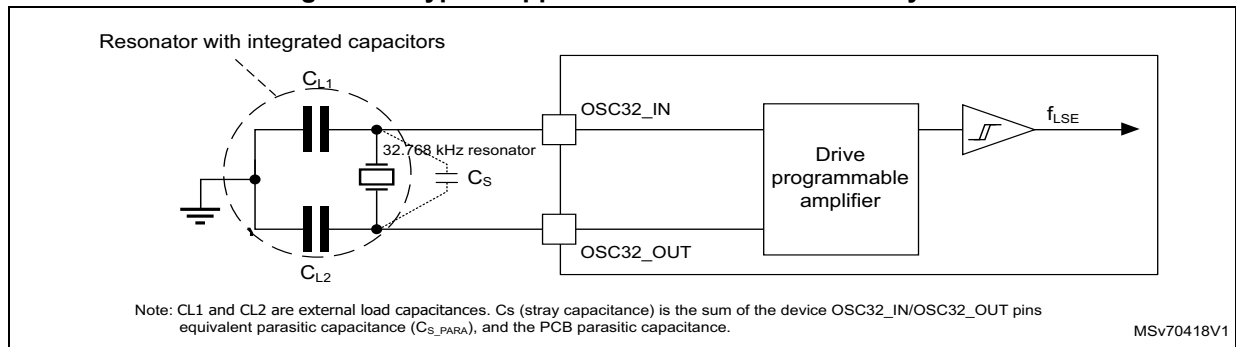 Resonator with integrated capacitors
CL1
OSC32_IN
fLSE
32.768 kHz resonator
CS
Drive
programmable
amplifier
OSC32_OUT
CL2
Note: CL1 and CL2 are external load capacitances. Cs (stray capacitance) is the sum of the device OSC32_IN/OSC32_OUT pins
equivalent parasitic capacitance (CS_PARA), and the PCB parasitic capacitance.
MSv70418V1